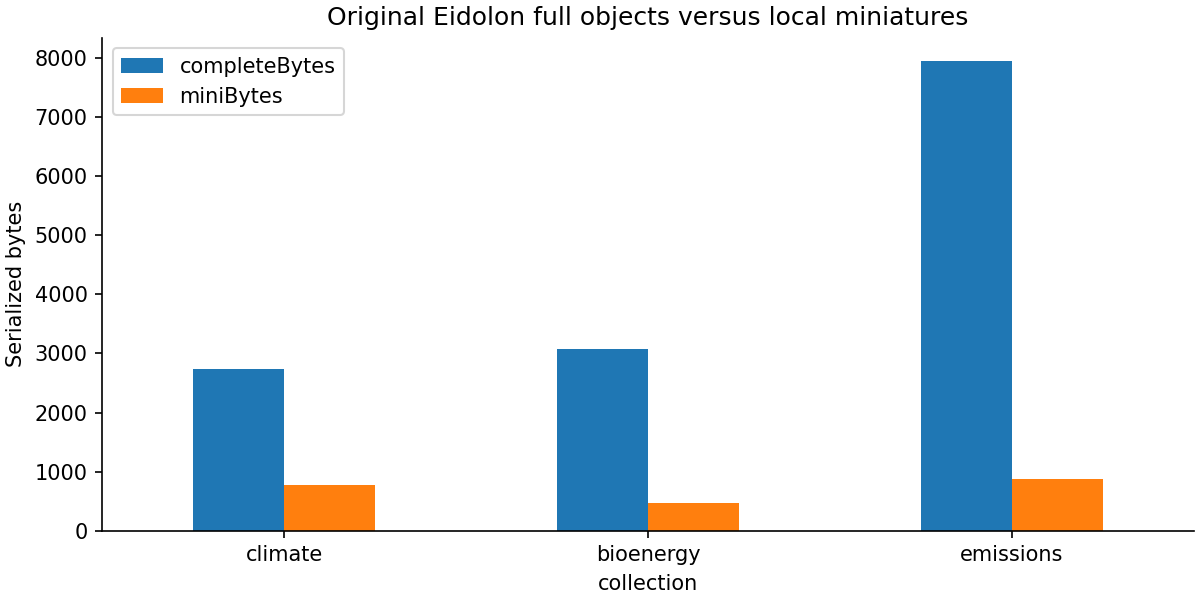 Original Eidolon full objects versus local miniatures
completeBytes
miniBytes
Serialized bytes
8000
7000
6000
5000
4000
3000
2000
1000
0
climate
bioenergy
emissions
collection